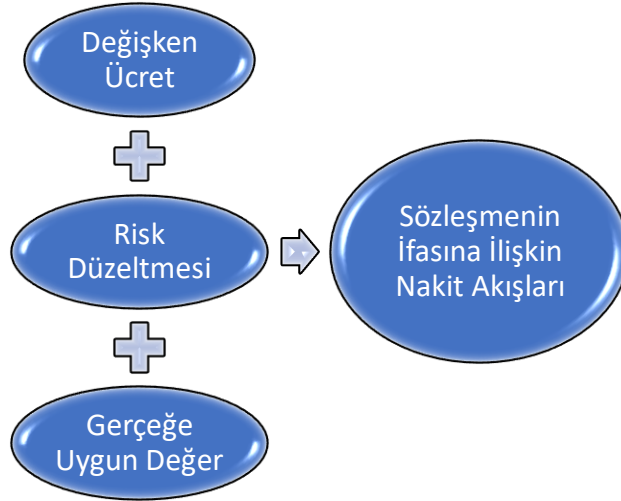 Değişken
Ücret
Risk
Düzeltmesi
Gerçeğe
Uygun Değer
Sözleşmenin
İfasına İlişkin
Nakit Akışları